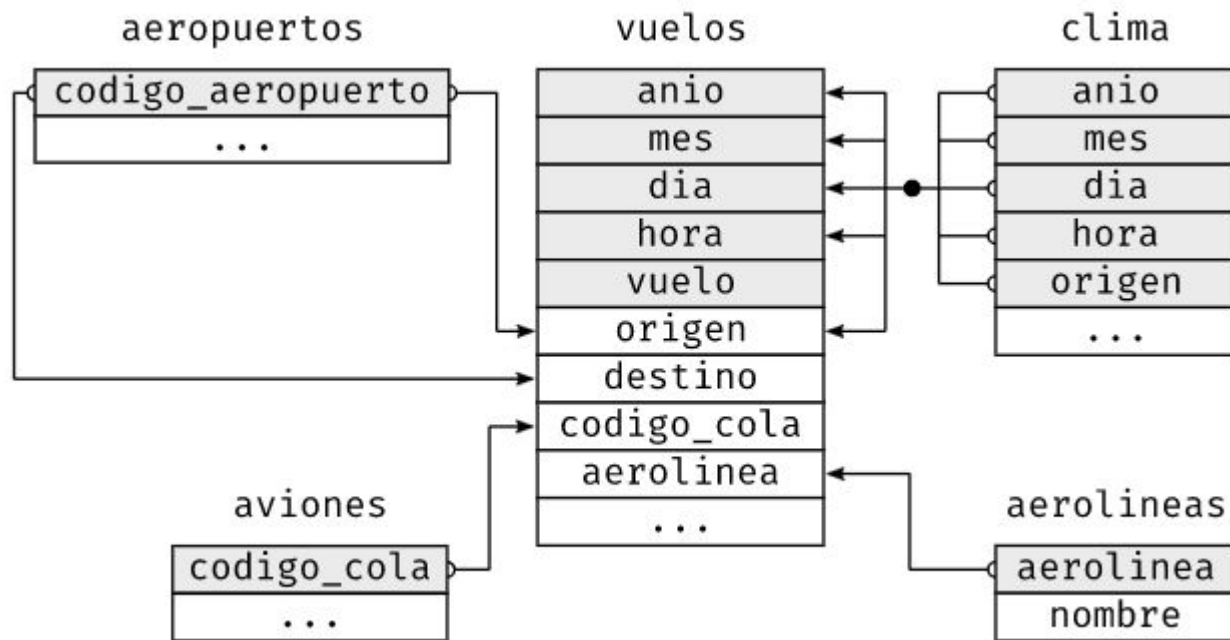 aeropuertos
codigo_aeropuerto
...
vuelos
anio
mes
dia
hora
vuelo
origen
destino
codigo_cola
aerolinea
...
clima
anio
mes
dia
hora
origen
...
aviones
codigo_cola
...
aerolineas
aerolinea
nombre